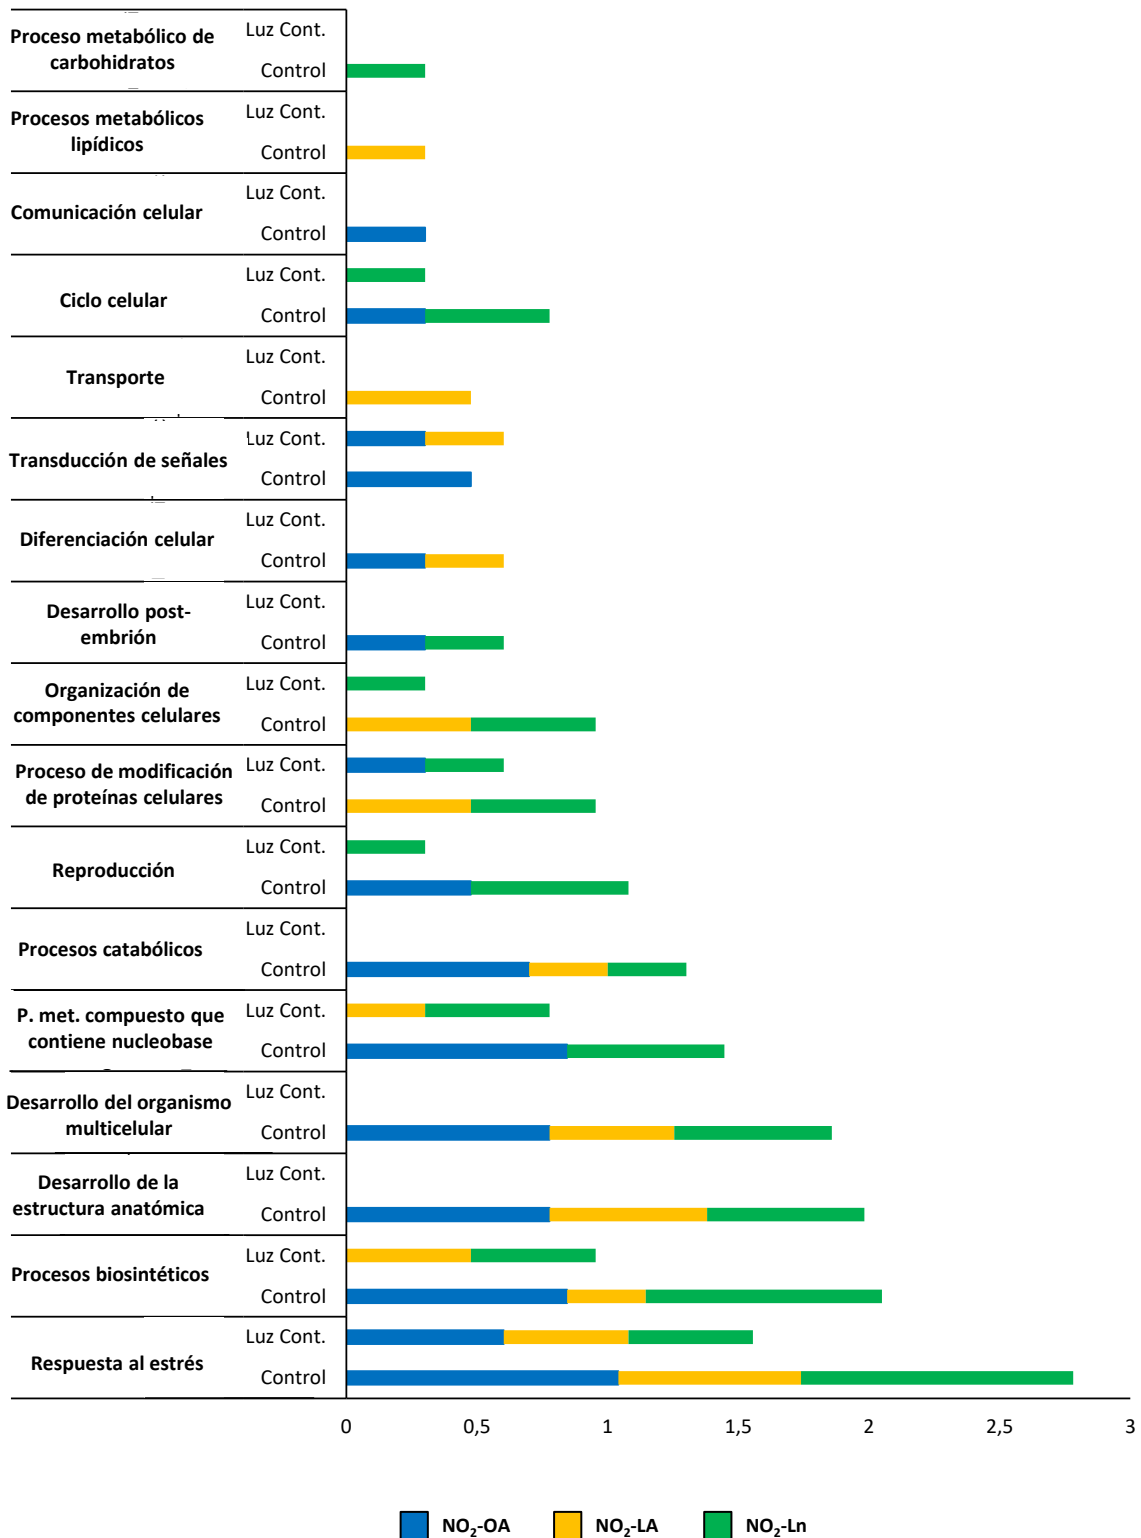 Proceso metabólico de
carbohidratos
Luz Cont.
Control
Procesos metabólicos
lipídicos
Luz Cont.
Control
Comunicación celular
Luz Cont.
Control
Ciclo celular
Luz Cont.
Control
Transporte
Luz Cont.
Control
Transducción de señales
Luz Cont.
Control
Diferenciación celular
Luz Cont.
Control
Desarrollo post-
embrión
Luz Cont.
Control
Organización de
componentes celulares
Luz Cont.
Control
Proceso de modificación
de proteínas celulares
Luz Cont.
Control
Reproducción
Luz Cont.
Control
Procesos catabólicos
Luz Cont.
Control
P. met. compuesto que
contiene nucleobase
Luz Cont.
Control
Desarrollo del organismo
multicelular
Luz Cont.
Control
Desarrollo de la
estructura anatómica
Luz Cont.
Control
Procesos biosintéticos
Luz Cont.
Control
Respuesta al estrés
Luz Cont.
Control
0 0,5 1 1,5 2 2,5 3
NO₂-OA NO₂-LA NO₂-Ln